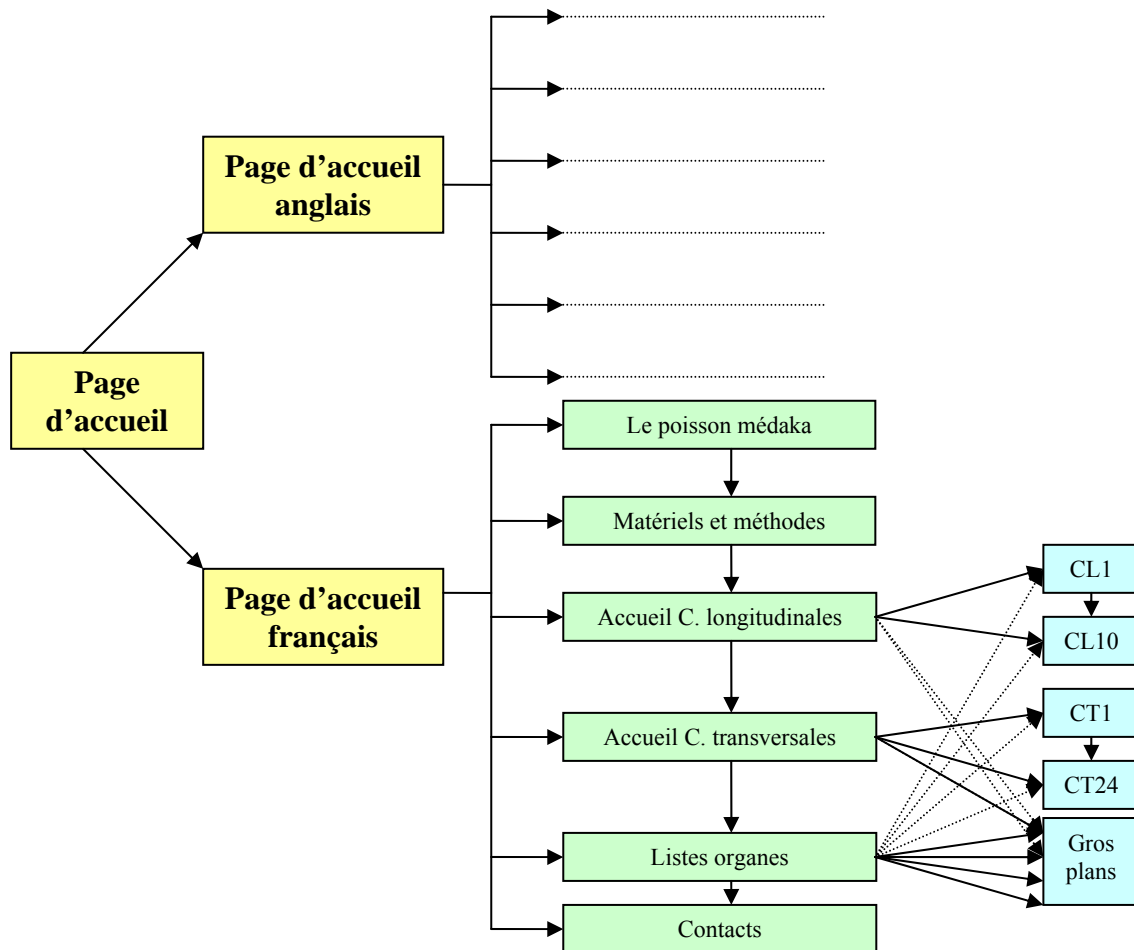 Page d’accueil
anglais
Page
d’accueil
Page d’accueil
français
Le poisson médaka
Matériels et méthodes
Accueil C. longitudinales
Accueil C. transversales
Listes organes
Contacts
CL1
CL10
CT1
CT24
Gros
plans